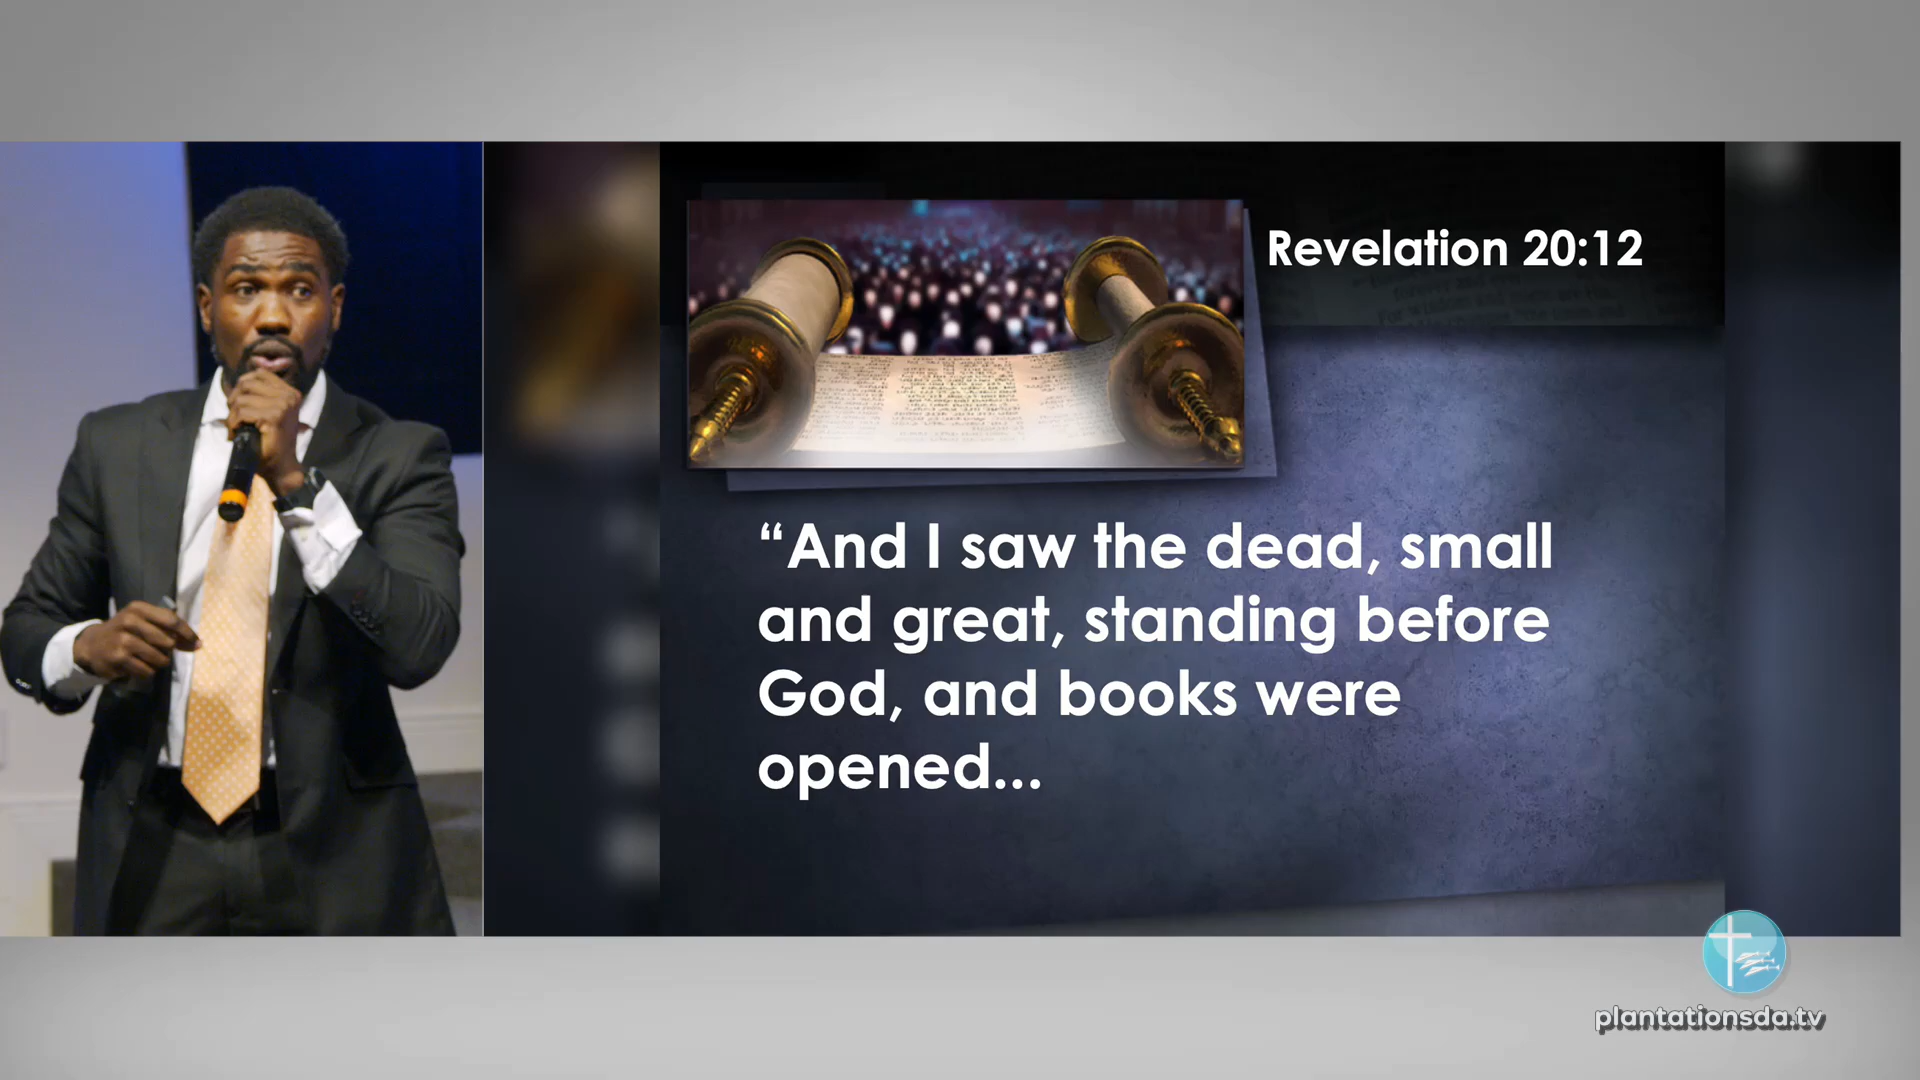 Revelation 20:12
“And I saw the dead, small
and great, standing before
God, and books were
opened...
plantationsda.tv